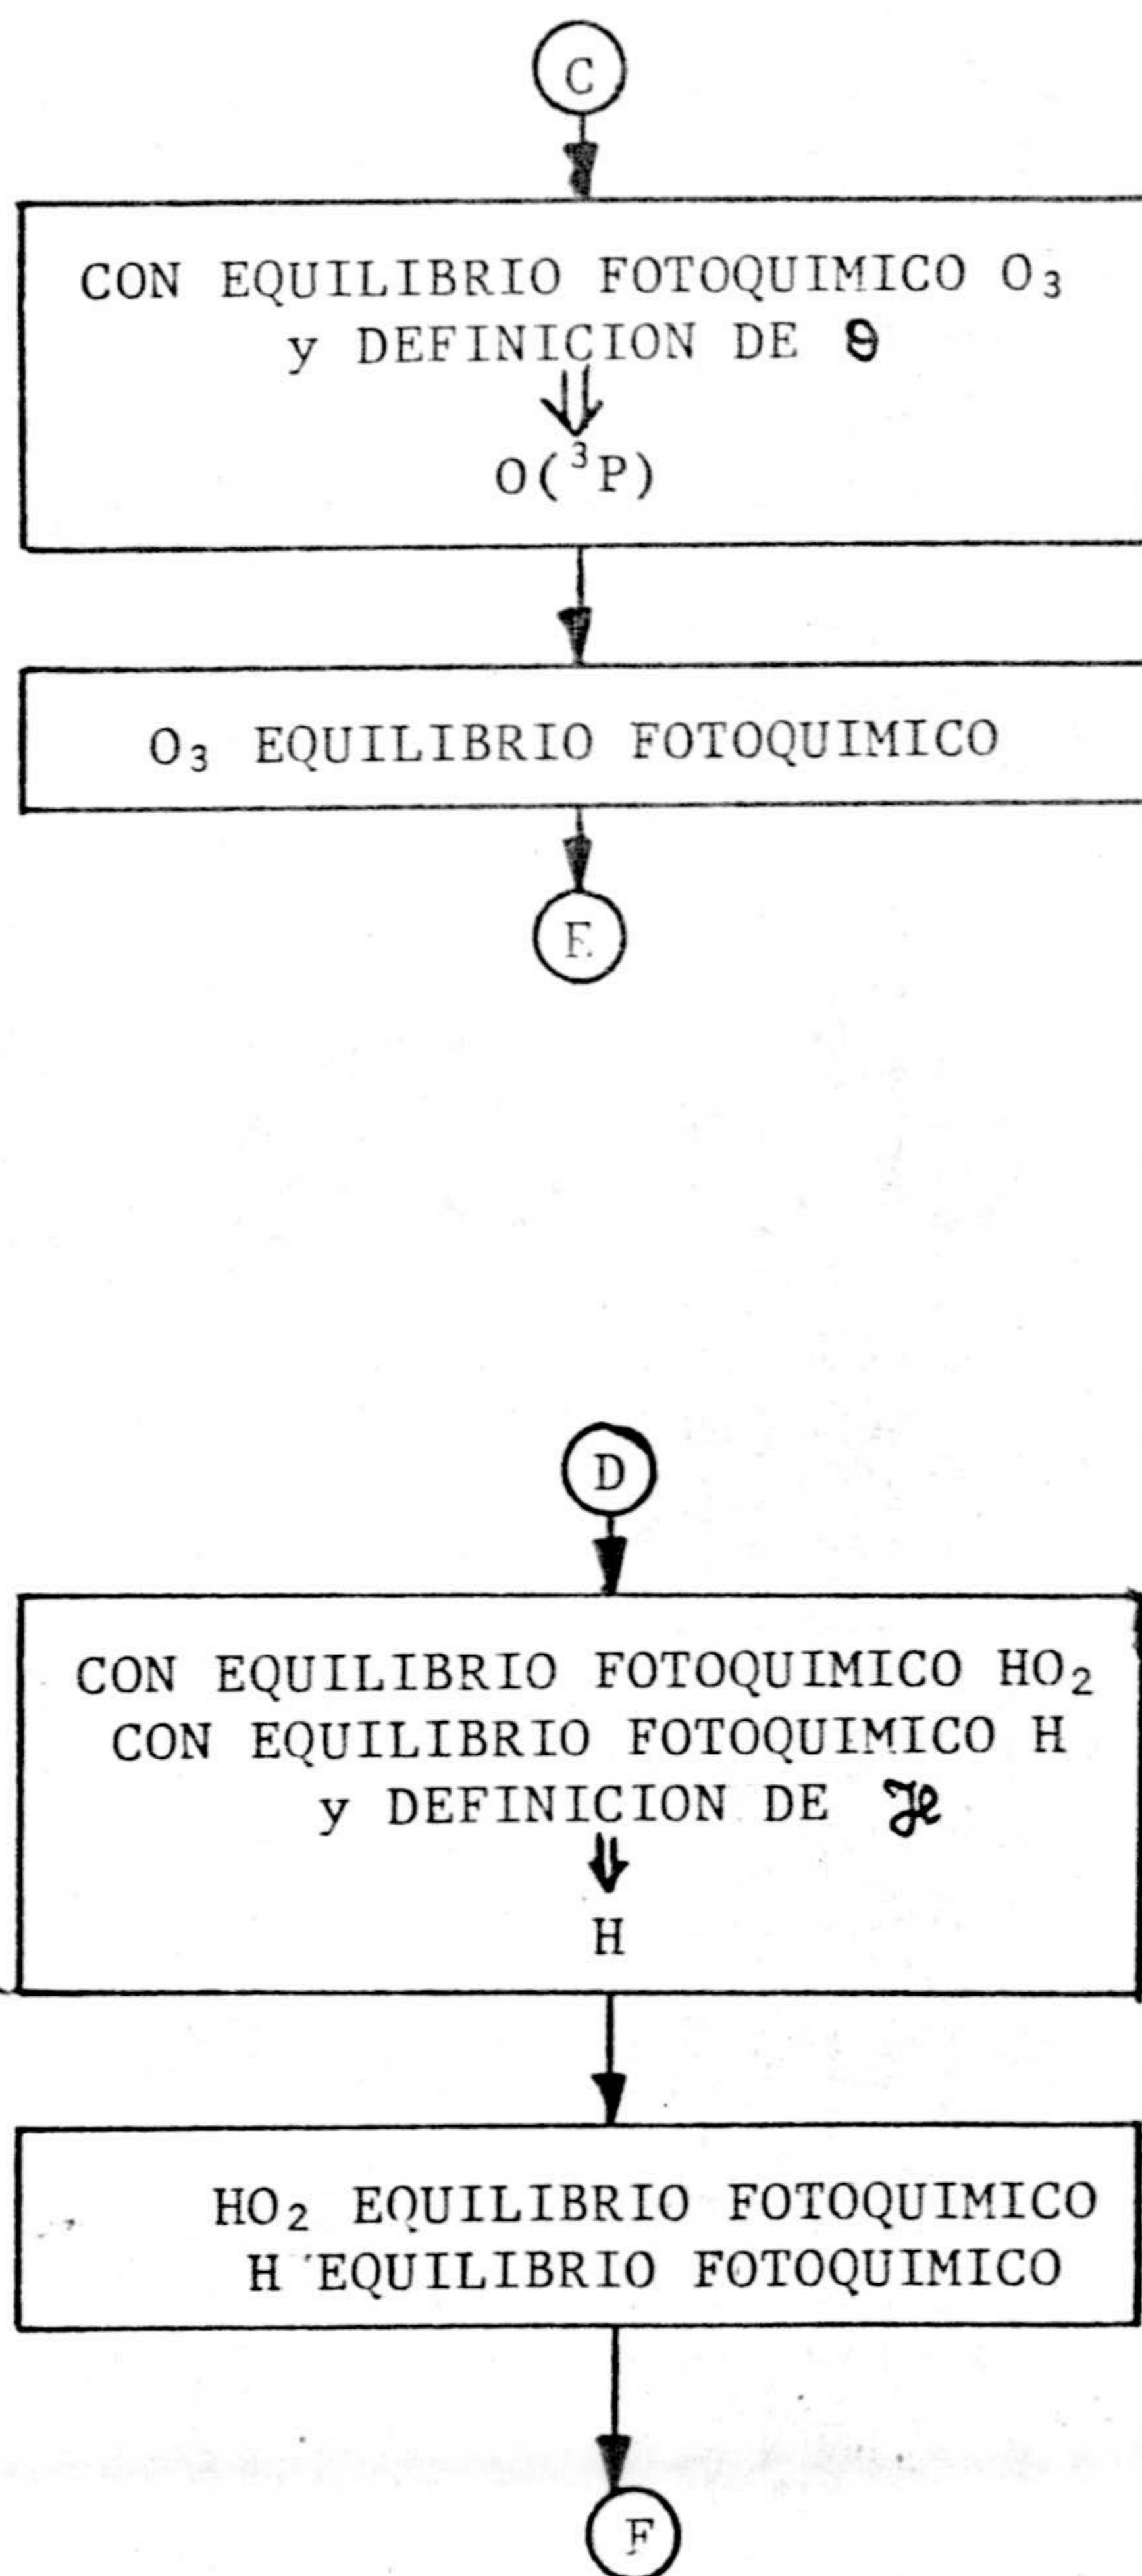 C
CON EQUILIBRIO FOTOQUIMICO O₃
y DEFINICION DE
O(³P)
O₃ EQUILIBRIO FOTOQUIMICO
E
D
CON EQUILIBRIO FOTOQUIMICO HO₂
CON EQUILIBRIO FOTOQUIMICO H
y DEFINICION DE ℋ
H
HO₂ EQUILIBRIO FOTOQUIMICO
H EQUILIBRIO FOTOQUIMICO
F